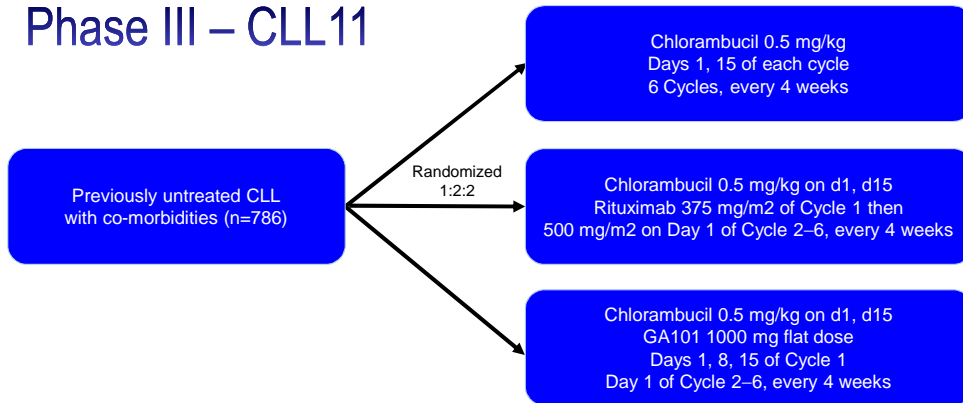 Phase III – CLL11
Chlorambucil 0.5 mg/kg
Days 1, 15 of each cycle
6 Cycles, every 4 weeks
Randomized
1:2:2
Previously untreated CLL
with co-morbidities (n=786)
Chlorambucil 0.5 mg/kg on d1, d15
Rituximab 375 mg/m2 of Cycle 1 then
500 mg/m2 on Day 1 of Cycle 2–6, every 4 weeks
Chlorambucil 0.5 mg/kg on d1, d15
GA101 1000 mg flat dose
Days 1, 8, 15 of Cycle 1
Day 1 of Cycle 2–6, every 4 weeks